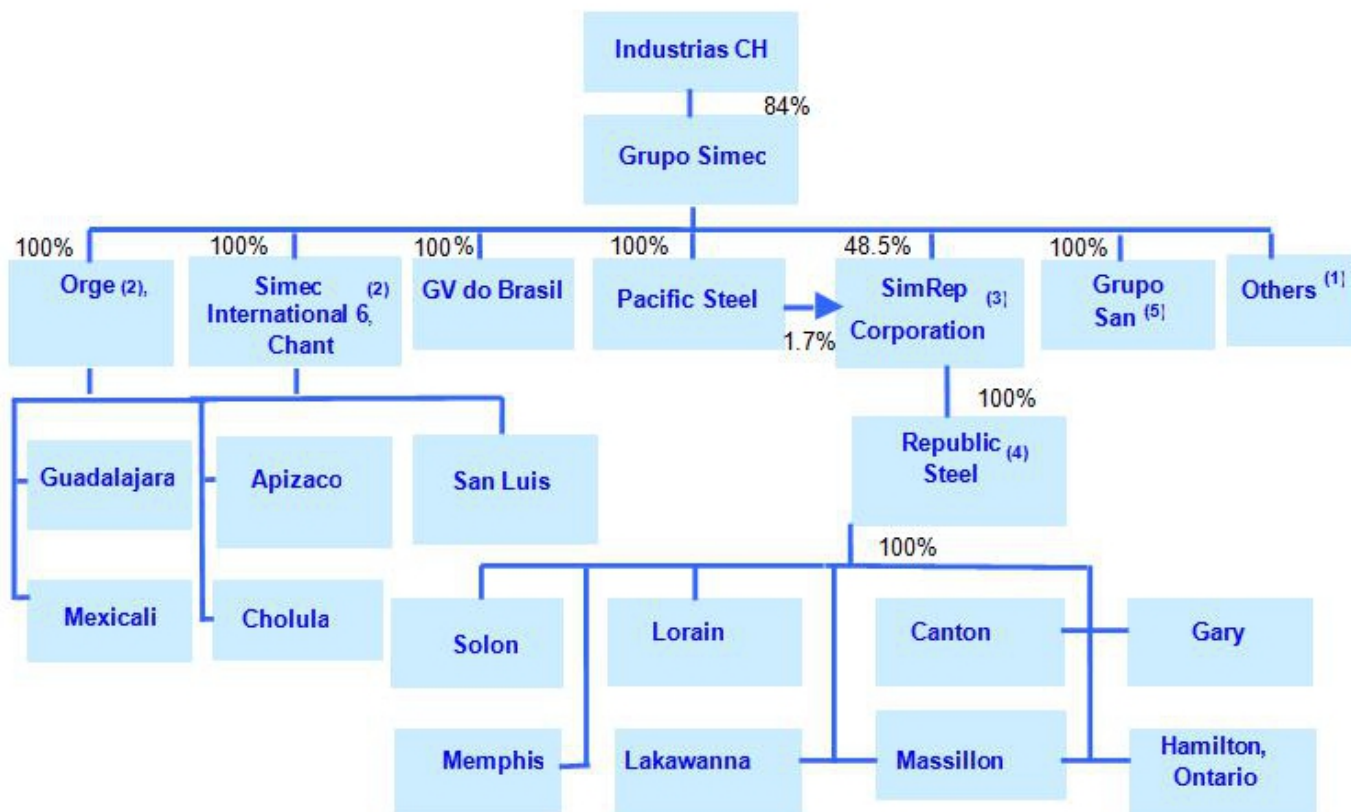 Industrias CH
84%
Grupo Simec
100%
100%
100%
100%
48.5%
100%
Orge (2),
Simec (2)
International 6,
Chant
GV do Brasil
Pacific Steel
1.7%
SimRep (3)
Corporation
Grupo
San (5)
Others (1)
100%
Guadalajara
Apizaco
San Luis
Republic (4)
Steel
100%
Mexicali
Cholula
Solon
Lorain
Canton
Gary
Memphis
Lakawanna
Massillon
Hamilton,
Ontario